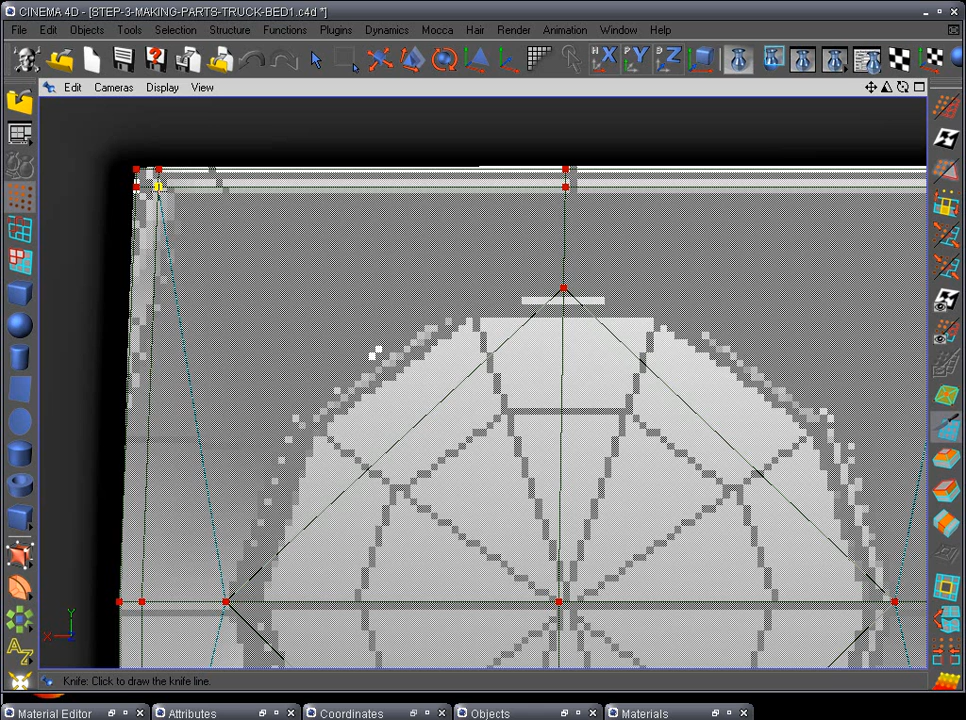 CINEMA 4D - [STEP-3-MAKING-PARTS-TRUCK-BED1.c4d *]
File Edit Objects Tools Selection Structure Functions Plugins Dynamics Mocca Hair Render Animation Window Help
X Y Z
Edit Cameras Display View
Y
X
Knife: Click to draw the knife line.
Material Editor Attributes Coordinates Objects Materials